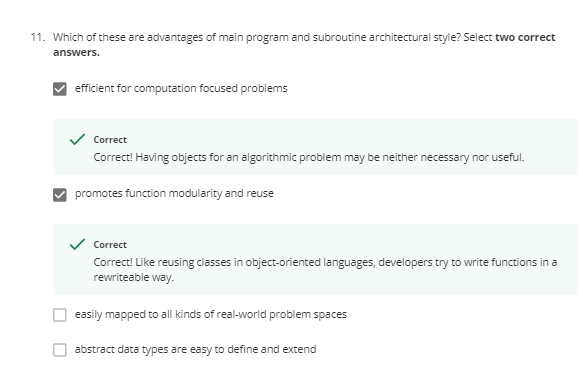 11. Which of these are advantages of main program and subroutine architectural style? Select two correct
answers.
efficient for computation focused problems
Correct
Correct! Having objects for an algorithmic problem may be neither necessary nor useful.
promotes function modularity and reuse
Correct
Correct! Like reusing classes in object-oriented languages, developers try to write functions in a
rewriteable way.
easily mapped to all kinds of real-world problem spaces
abstract data types are easy to define and extend